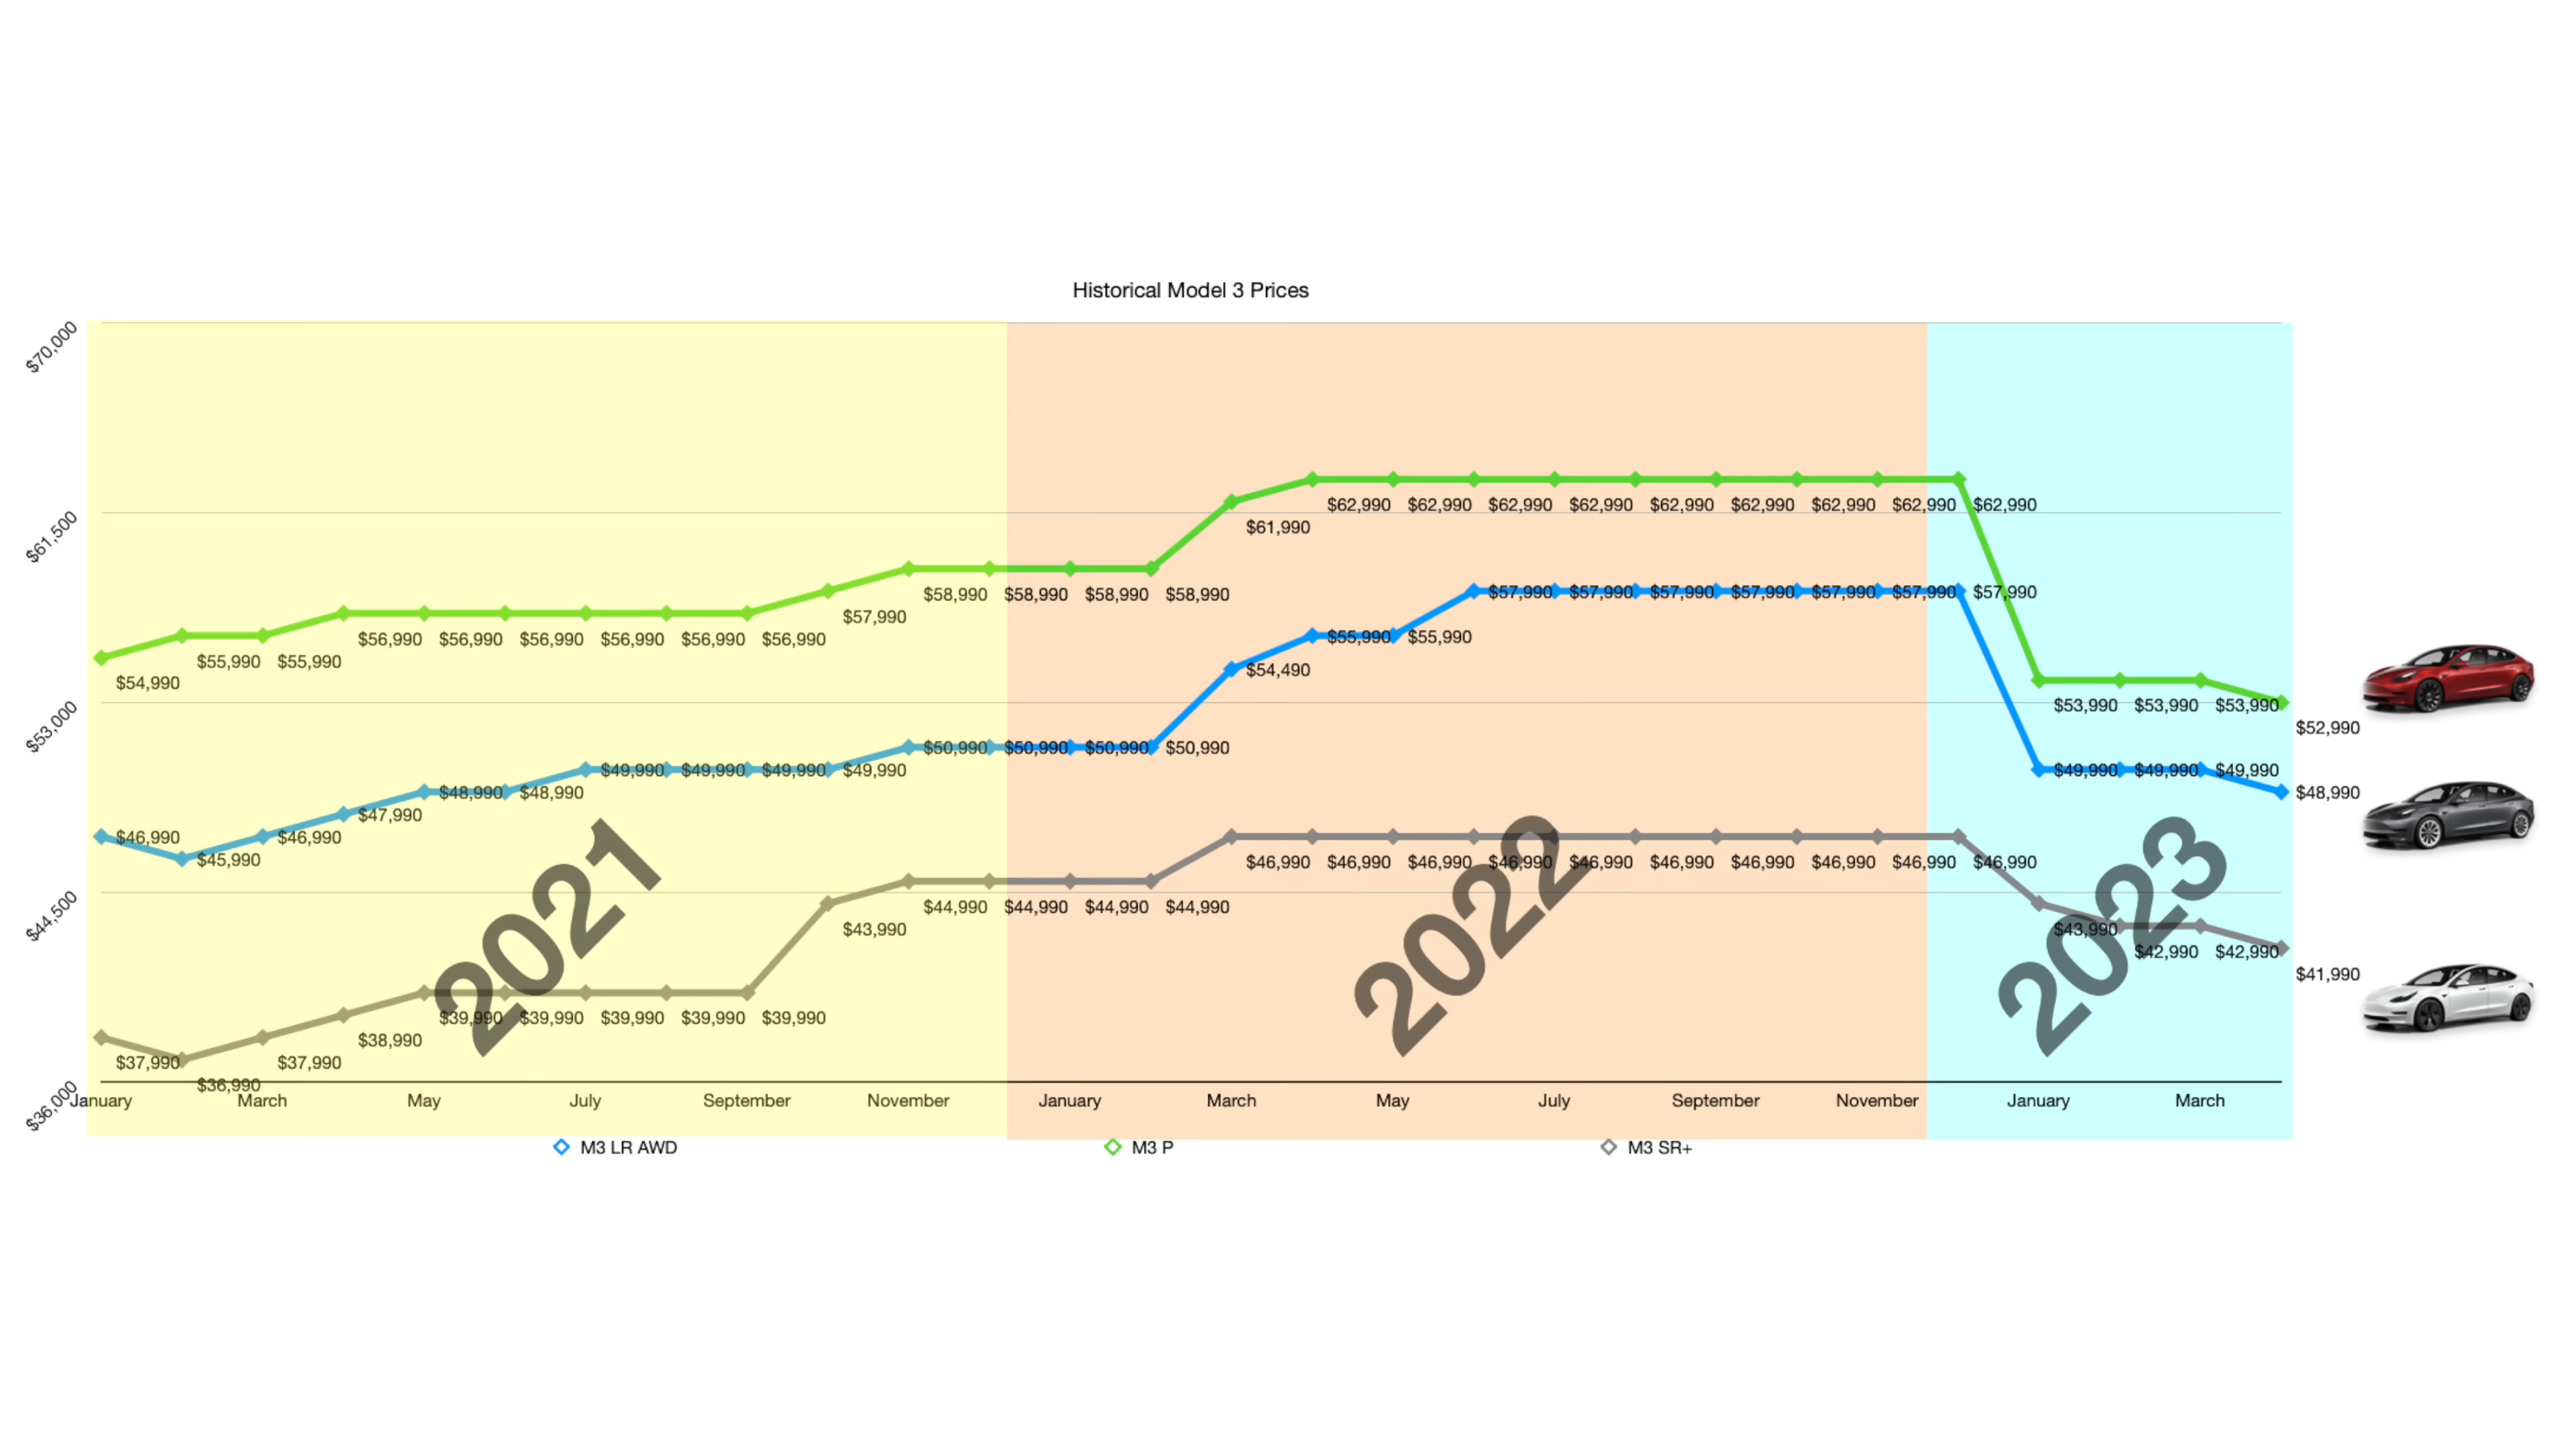 Historical Model 3 Prices
$70,000
$61,500
$62,990 $62,990 $62,990 $62,990 $62,990 $62,990 $62,990 $62,990 $62,990
$61,990
$58,990 $58,990 $58,990 $58,990
$57,990 $57,990 $57,990 $57,990 $57,990 $57,990 $57,990
$57,990
$56,990 $56,990 $56,990 $56,990 $56,990 $56,990
$55,990 $55,990
$55,990 $55,990
$54,490
$54,990
$53,000
$53,990 $53,990 $53,990
$52,990
$50,990 $50,990 $50,990 $50,990
$49,990 $49,990 $49,990 $49,990
$49,990 $49,990 $49,990
$48,990 $48,990
$48,990
$47,990
$46,990
$46,990
$45,990
$46,990 $46,990 $46,990 $46,990 $46,990 $46,990 $46,990 $46,990 $46,990 $46,990
$44,500
$44,990 $44,990 $44,990 $44,990
$43,990
$43,990
$42,990 $42,990
$41,990
2021
2022
2023
$39,990 $39,990 $39,990 $39,990 $39,990
$38,990
$37,990
$37,990
$36,990
$36,000
January March May July September November January March May July September November January March
M3 LR AWD M3 P M3 SR+